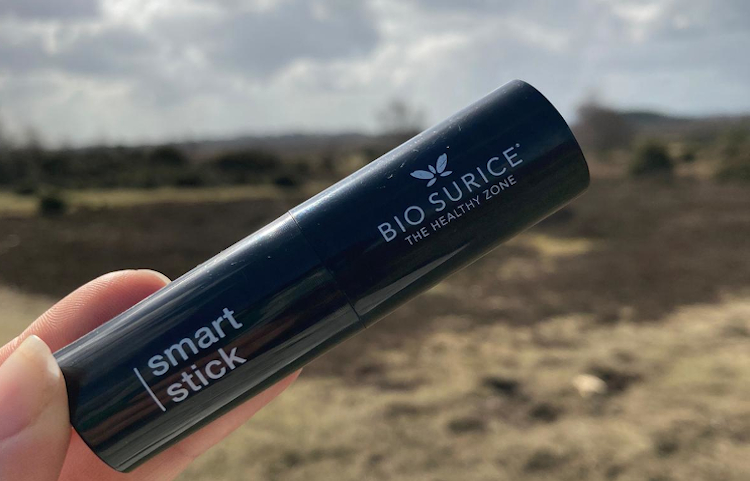 BIO SURICE®
THE HEALTHY ZONE
smart
stick